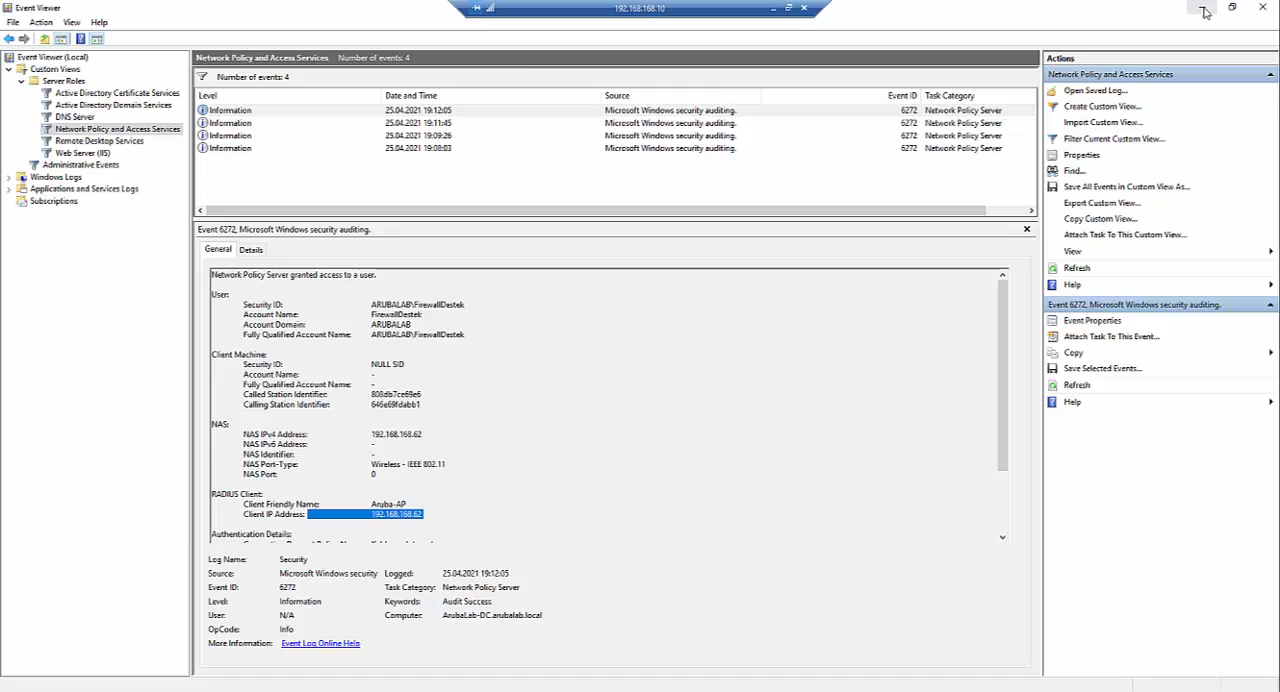 Event Viewer
192.168.168.10
File Action View Help
Event Viewer (Local)
Custom Views
Server Roles
Active Directory Certificate Services
Active Directory Domain Services
DNS Server
Network Policy and Access Services
Remote Desktop Services
Web Server (IIS)
Administrative Events
Windows Logs
Applications and Services Logs
Subscriptions
Network Policy and Access Services Number of events: 4
Number of events: 4
Level Date and Time Source Event ID Task Category
Information 25.04.2021 19:12:05 Microsoft Windows security auditing. 6272 Network Policy Server
Information 25.04.2021 19:11:45 Microsoft Windows security auditing. 6272 Network Policy Server
Information 25.04.2021 19:09:26 Microsoft Windows security auditing. 6272 Network Policy Server
Information 25.04.2021 19:08:03 Microsoft Windows security auditing. 6272 Network Policy Server
Event 6272, Microsoft Windows security auditing.
General Details
Network Policy Server granted access to a user.
User:
Security ID: ARUBALAB\FirewallDestek
Account Name: FirewallDestek
Account Domain: ARUBALAB
Fully Qualified Account Name: ARUBALAB\FirewallDestek
Client Machine:
Security ID: NULL SID
Account Name: -
Fully Qualified Account Name: -
Called Station Identifier: 808db7ce69e6
Calling Station Identifier: 646e69fdabb1
NAS:
NAS IPv4 Address: 192.168.168.62
NAS IPv6 Address: -
NAS Identifier: -
NAS Port-Type: Wireless - IEEE 802.11
NAS Port: 0
RADIUS Client:
Client Friendly Name: Aruba-AP
Client IP Address: 192.168.168.62
Authentication Details:
Log Name: Security
Source: Microsoft Windows security Logged: 25.04.2021 19:12:05
Event ID: 6272 Task Category: Network Policy Server
Level: Information Keywords: Audit Success
User: N/A Computer: ArubaLab-DC.arubalab.local
OpCode: Info
More Information: Event Log Online Help
Actions
Network Policy and Access Services
Open Saved Log...
Create Custom View...
Import Custom View...
Filter Current Custom View...
Properties
Find...
Save All Events in Custom View As...
Export Custom View...
Copy Custom View...
Attach Task To This Custom View...
View
Refresh
Help
Event 6272, Microsoft Windows security auditing.
Event Properties
Attach Task To This Event...
Copy
Save Selected Events...
Refresh
Help